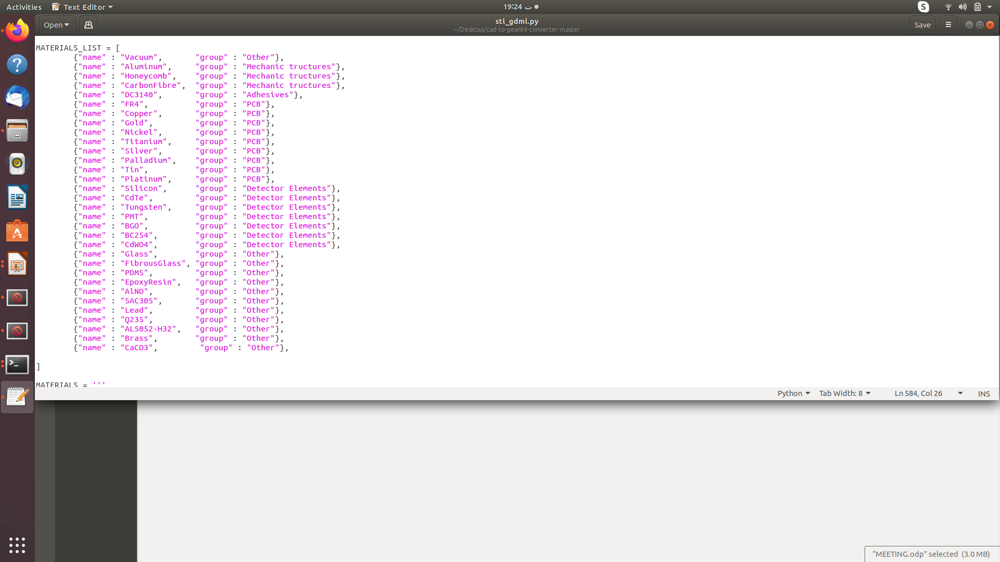 Activities Text Editor 19:24 ث
Open stl_gdml.py Save
~/Desktop/cad-to-geant4-converter-master
MATERIALS_LIST = [
{"name" : "Vacuum", "group" : "Other"},
{"name" : "Aluminum", "group" : "Mechanic tructures"},
{"name" : "Honeycomb", "group" : "Mechanic tructures"},
{"name" : "CarbonFibre", "group" : "Mechanic tructures"},
{"name" : "DC3140", "group" : "Adhesives"},
{"name" : "FR4", "group" : "PCB"},
{"name" : "Copper", "group" : "PCB"},
{"name" : "Gold", "group" : "PCB"},
{"name" : "Nickel", "group" : "PCB"},
{"name" : "Titanium", "group" : "PCB"},
{"name" : "Silver", "group" : "PCB"},
{"name" : "Palladium", "group" : "PCB"},
{"name" : "Tin", "group" : "PCB"},
{"name" : "Platinum", "group" : "PCB"},
{"name" : "Silicon", "group" : "Detector Elements"},
{"name" : "CdTe", "group" : "Detector Elements"},
{"name" : "Tungsten", "group" : "Detector Elements"},
{"name" : "PMT", "group" : "Detector Elements"},
{"name" : "BGO", "group" : "Detector Elements"},
{"name" : "BC254", "group" : "Detector Elements"},
{"name" : "CdWO4", "group" : "Detector Elements"},
{"name" : "Glass", "group" : "Other"},
{"name" : "FibrousGlass", "group" : "Other"},
{"name" : "PDMS", "group" : "Other"},
{"name" : "EpoxyResin", "group" : "Other"},
{"name" : "AlNO", "group" : "Other"},
{"name" : "SAC305", "group" : "Other"},
{"name" : "Lead", "group" : "Other"},
{"name" : "Q235", "group" : "Other"},
{"name" : "AL5052-H32", "group" : "Other"},
{"name" : "Brass", "group" : "Other"},
{"name" : "CaCO3", "group" : "Other"},
]
MATERIALS = '''
Python Tab Width: 8 Ln 584, Col 26 INS
“MEETING.odp” selected (3.0 MB)